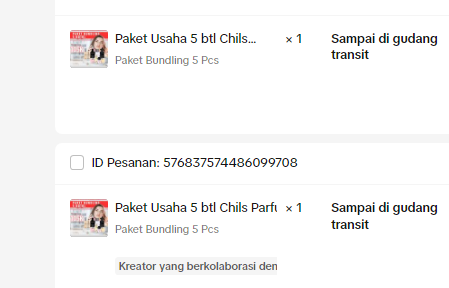 Paket Usaha 5 btl Chils... × 1 Sampai di gudang
transit
Paket Bundling 5 Pcs
ID Pesanan: 576837574486099708
Paket Usaha 5 btl Chils Parfu × 1 Sampai di gudang
transit
Paket Bundling 5 Pcs
Kreator yang berkolaborasi den